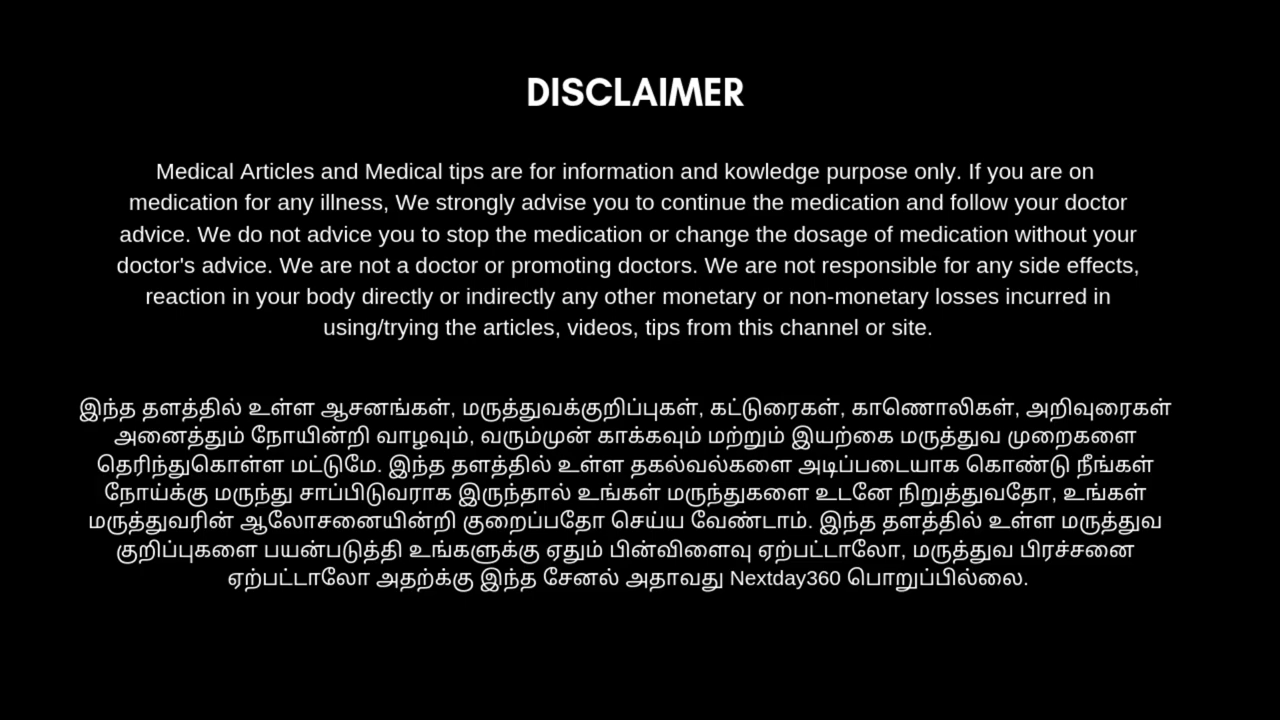 DISCLAIMER
Medical Articles and Medical tips are for information and kowledge purpose only. If you are on
medication for any illness, We strongly advise you to continue the medication and follow your doctor
advice. We do not advice you to stop the medication or change the dosage of medication without your
doctor's advice. We are not a doctor or promoting doctors. We are not responsible for any side effects,
reaction in your body directly or indirectly any other monetary or non-monetary losses incurred in
using/trying the articles, videos, tips from this channel or site.
இந்த தளத்தில் உள்ள ஆசனங்கள், மருத்துவக்குறிப்புகள், கட்டுரைகள், காணொலிகள், அறிவுரைகள்
அனைத்தும் நோயின்றி வாழவும், வரும்முன் காக்கவும் மற்றும் இயற்கை மருத்துவ முறைகளை
தெரிந்துகொள்ள மட்டுமே. இந்த தளத்தில் உள்ள தகல்வல்களை அடிப்படையாக கொண்டு நீங்கள்
நோய்க்கு மருந்து சாப்பிடுவராக இருந்தால் உங்கள் மருந்துகளை உடனே நிறுத்துவதோ, உங்கள்
மருத்துவரின் ஆலோசனையின்றி குறைப்பதோ செய்ய வேண்டாம். இந்த தளத்தில் உள்ள மருத்துவ
குறிப்புகளை பயன்படுத்தி உங்களுக்கு ஏதும் பின்விளைவு ஏற்பட்டாலோ, மருத்துவ பிரச்சனை
ஏற்பட்டாலோ அதற்க்கு இந்த சேனல் அதாவது Nextday360 பொறுப்பில்லை.